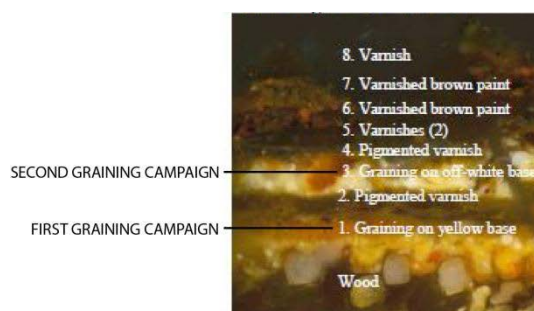 8. Varnish
7. Varnished brown paint
6. Varnished brown paint
5. Varnishes (2)
4. Pigmented varnish
SECOND GRAINING CAMPAIGN
3. Graining on off-white base
2. Pigmented varnish
FIRST GRAINING CAMPAIGN
1. Graining on yellow base
Wood